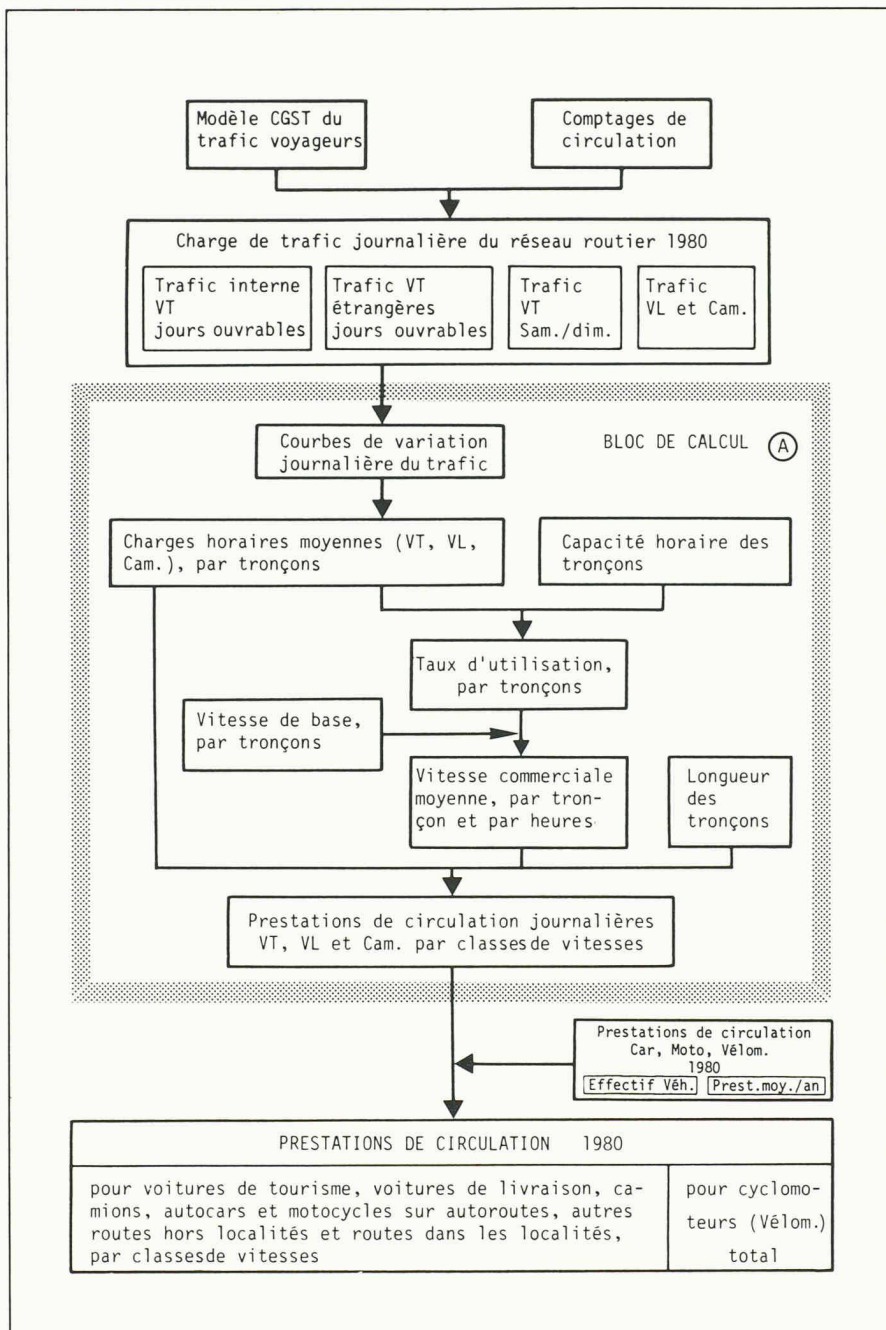 Modèle CGST du
trafic voyageurs
Comptages de
circulation
Charge de trafic journalière du réseau routier 1980
Trafic interne
VT
jours ouvrables
Trafic VT
étrangères
jours ouvrables
Trafic
VT
Sam./dim.
Trafic
VL et Cam.
Courbes de variation
journalière du trafic
BLOC DE CALCUL A
Charges horaires moyennes (VT, VL,
Cam.), par tronçons
Capacité horaire des
tronçons
Taux d'utilisation,
par tronçons
Vitesse de base,
par tronçons
Vitesse commerciale
moyenne, par tron-
çon et par heures
Longueur
des
tronçons
Prestations de circulation journalières
VT, VL et Cam. par classesde vitesses
Prestations de circulation
Car, Moto, Vélom.
1980
Effectif Véh. Prest.moy./an
PRESTATIONS DE CIRCULATION 1980
pour voitures de tourisme, voitures de livraison, ca-
mions, autocars et motocycles sur autoroutes, autres
routes hors localités et routes dans les localités,
par classesde vitesses
pour cyclomo-
teurs (Vélom.)
total